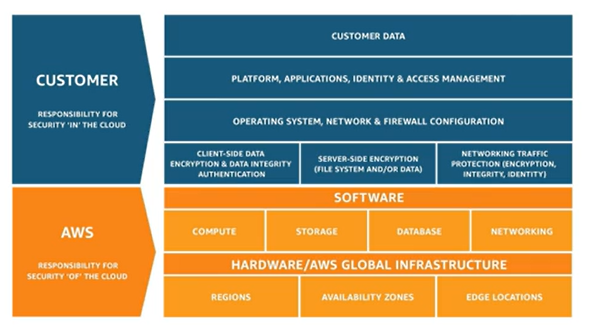 CUSTOMER
RESPONSIBILITY FOR
SECURITY 'IN' THE CLOUD
CUSTOMER DATA
PLATFORM, APPLICATIONS, IDENTITY & ACCESS MANAGEMENT
OPERATING SYSTEM, NETWORK & FIREWALL CONFIGURATION
CLIENT-SIDE DATA
ENCRYPTION & DATA INTEGRITY
AUTHENTICATION
SERVER-SIDE ENCRYPTION
(FILE SYSTEM AND/OR DATA)
NETWORKING TRAFFIC
PROTECTION (ENCRYPTION,
INTEGRITY, IDENTITY)
AWS
RESPONSIBILITY FOR
SECURITY 'OF' THE CLOUD
SOFTWARE
COMPUTE
STORAGE
DATABASE
NETWORKING
HARDWARE/AWS GLOBAL INFRASTRUCTURE
REGIONS
AVAILABILITY ZONES
EDGE LOCATIONS